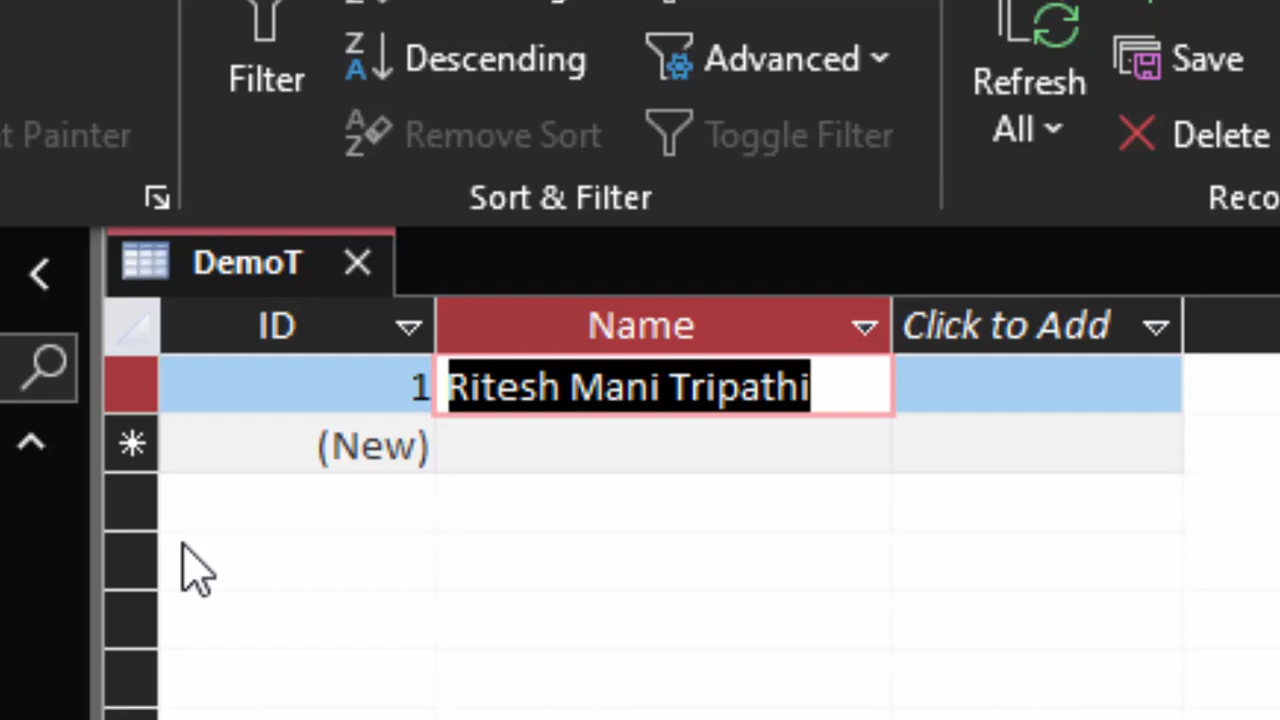 Filter
Descending
Advanced
Refresh
All
Save
t Painter
Remove Sort
Toggle Filter
Delete
Sort & Filter
Reco
DemoT
ID
Name
Click to Add
1
Ritesh Mani Tripathi
(New)